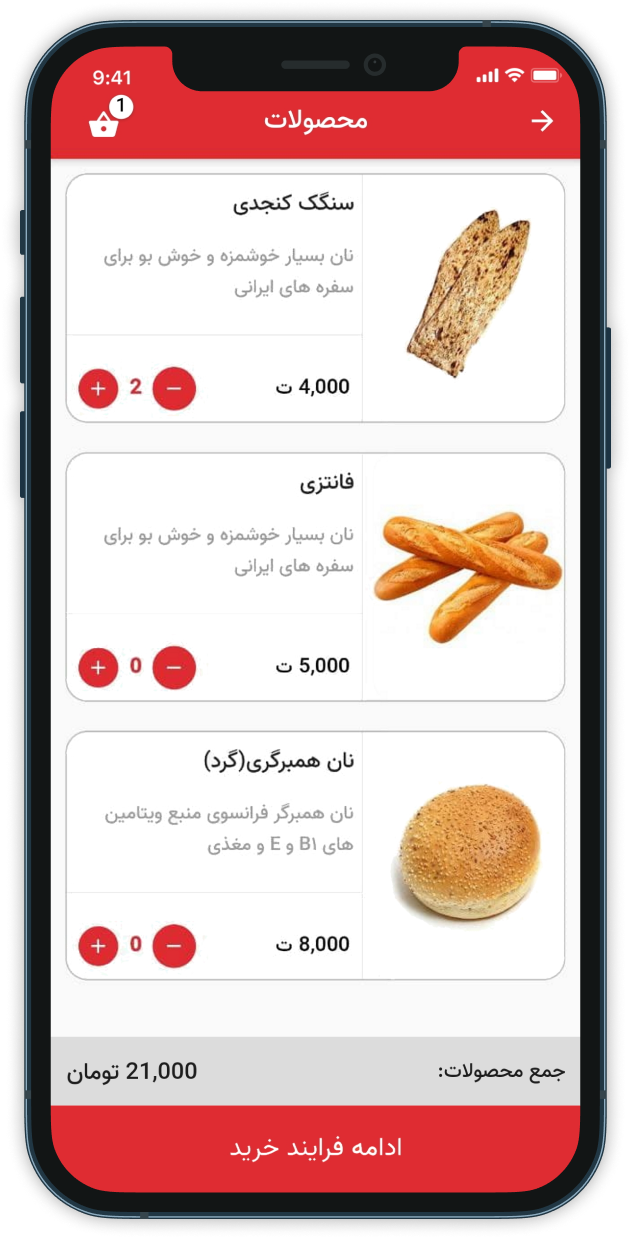 9:41
1
محصولات
سنگک کنجدی
نان بسیار خوشمزه و خوش بو برای
سفره های ایرانی
4,000 ت
2
فانتزی
نان بسیار خوشمزه و خوش بو برای
سفره های ایرانی
5,000 ت
0
نان همبرگری(گرد)
نان همبرگر فرانسوی منبع ویتامین
های B۱ و E و مغذی
8,000 ت
0
جمع محصولات:
21,000 تومان
ادامه فرایند خرید